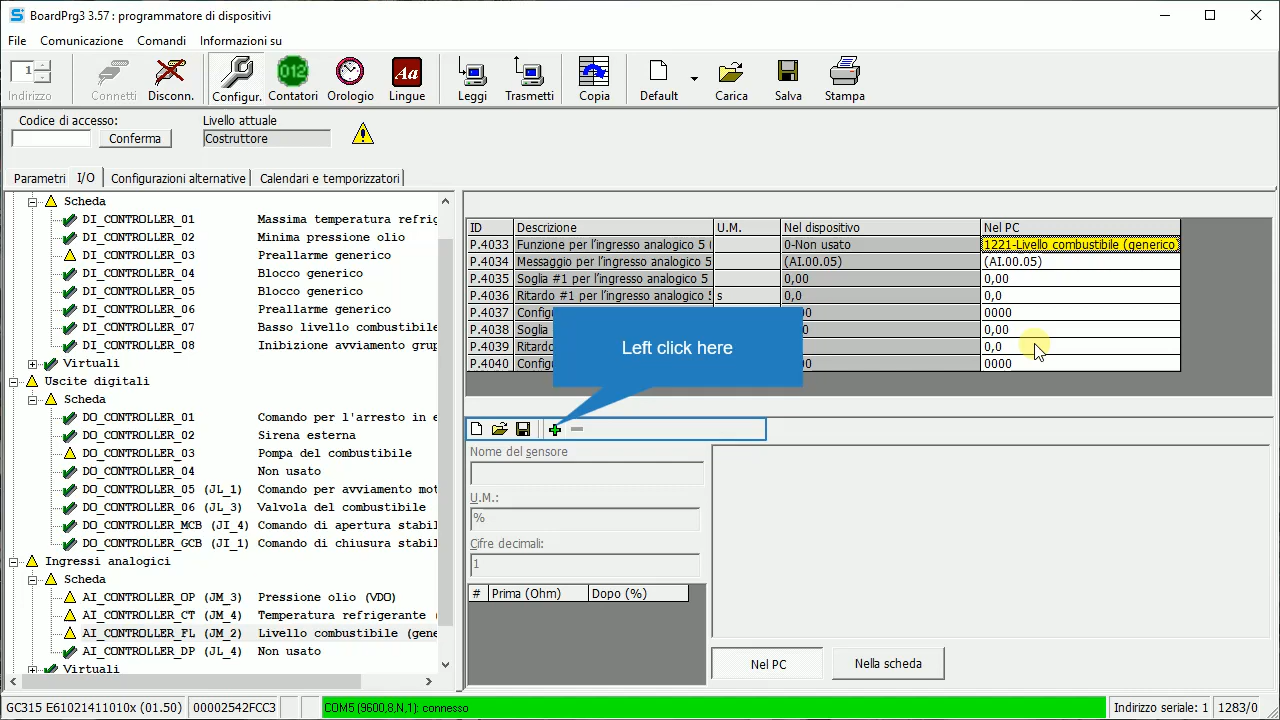 BoardPrg3 3.57 : programmatore di dispositivi
File Comunicazione Comandi Informazioni su
1 012 Aa
Indirizzo Connetti Disconn. Configur. Contatori Orologio Lingue Leggi Trasmetti Copia Default Carica Salva Stampa
Codice di accesso: Livello attuale
Conferma Costruttore
Parametri I/O Configurazioni alternative Calendari e temporizzatori
Scheda
DI_CONTROLLER_01 Massima temperatura refrig
DI_CONTROLLER_02 Minima pressione olio
DI_CONTROLLER_03 Preallarme generico
DI_CONTROLLER_04 Blocco generico
DI_CONTROLLER_05 Blocco generico
DI_CONTROLLER_06 Preallarme generico
DI_CONTROLLER_07 Basso livello combustibile
DI_CONTROLLER_08 Inibizione avviamento grup
Virtuali
Uscite digitali
Scheda
DO_CONTROLLER_01 Comando per l'arresto in e
DO_CONTROLLER_02 Sirena esterna
DO_CONTROLLER_03 Pompa del combustibile
DO_CONTROLLER_04 Non usato
DO_CONTROLLER_05 (JL_1) Comando per avviamento mot
DO_CONTROLLER_06 (JL_3) Valvola del combustibile
DO_CONTROLLER_MCB (JI_4) Comando di apertura stabil
DO_CONTROLLER_GCB (JI_1) Comando di chiusura stabil
Ingressi analogici
Scheda
AI_CONTROLLER_OP (JM_3) Pressione olio (VDO)
AI_CONTROLLER_CT (JM_4) Temperatura refrigerante (
AI_CONTROLLER_FL (JM_2) Livello combustibile (gene
AI_CONTROLLER_DP (JL_4) Non usato
Virtuali
ID Descrizione U.M. Nel dispositivo Nel PC
P.4033 Funzione per l'ingresso analogico 5 ( 0-Non usato 1221-Livello combustibile (generico
P.4034 Messaggio per l'ingresso analogico 5 (AI.00.05) (AI.00.05)
P.4035 Soglia #1 per l'ingresso analogico 5 0,00 0,00
P.4036 Ritardo #1 per l'ingresso analogico 5 s 0,0 0,0
P.4037 Config 00 0000
P.4038 Soglia 0 0,00
P.4039 Ritardo 0,0
P.4040 Config 00 0000
Left click here
Nome del sensore
U.M.:
%
Cifre decimali:
1
# Prima (Ohm) Dopo (%)
Nel PC Nella scheda
GC315 E61021411010x (01.50) 00002542FCC3 COM5 (9600,8,N,1): connesso Indirizzo seriale: 1 1283/0